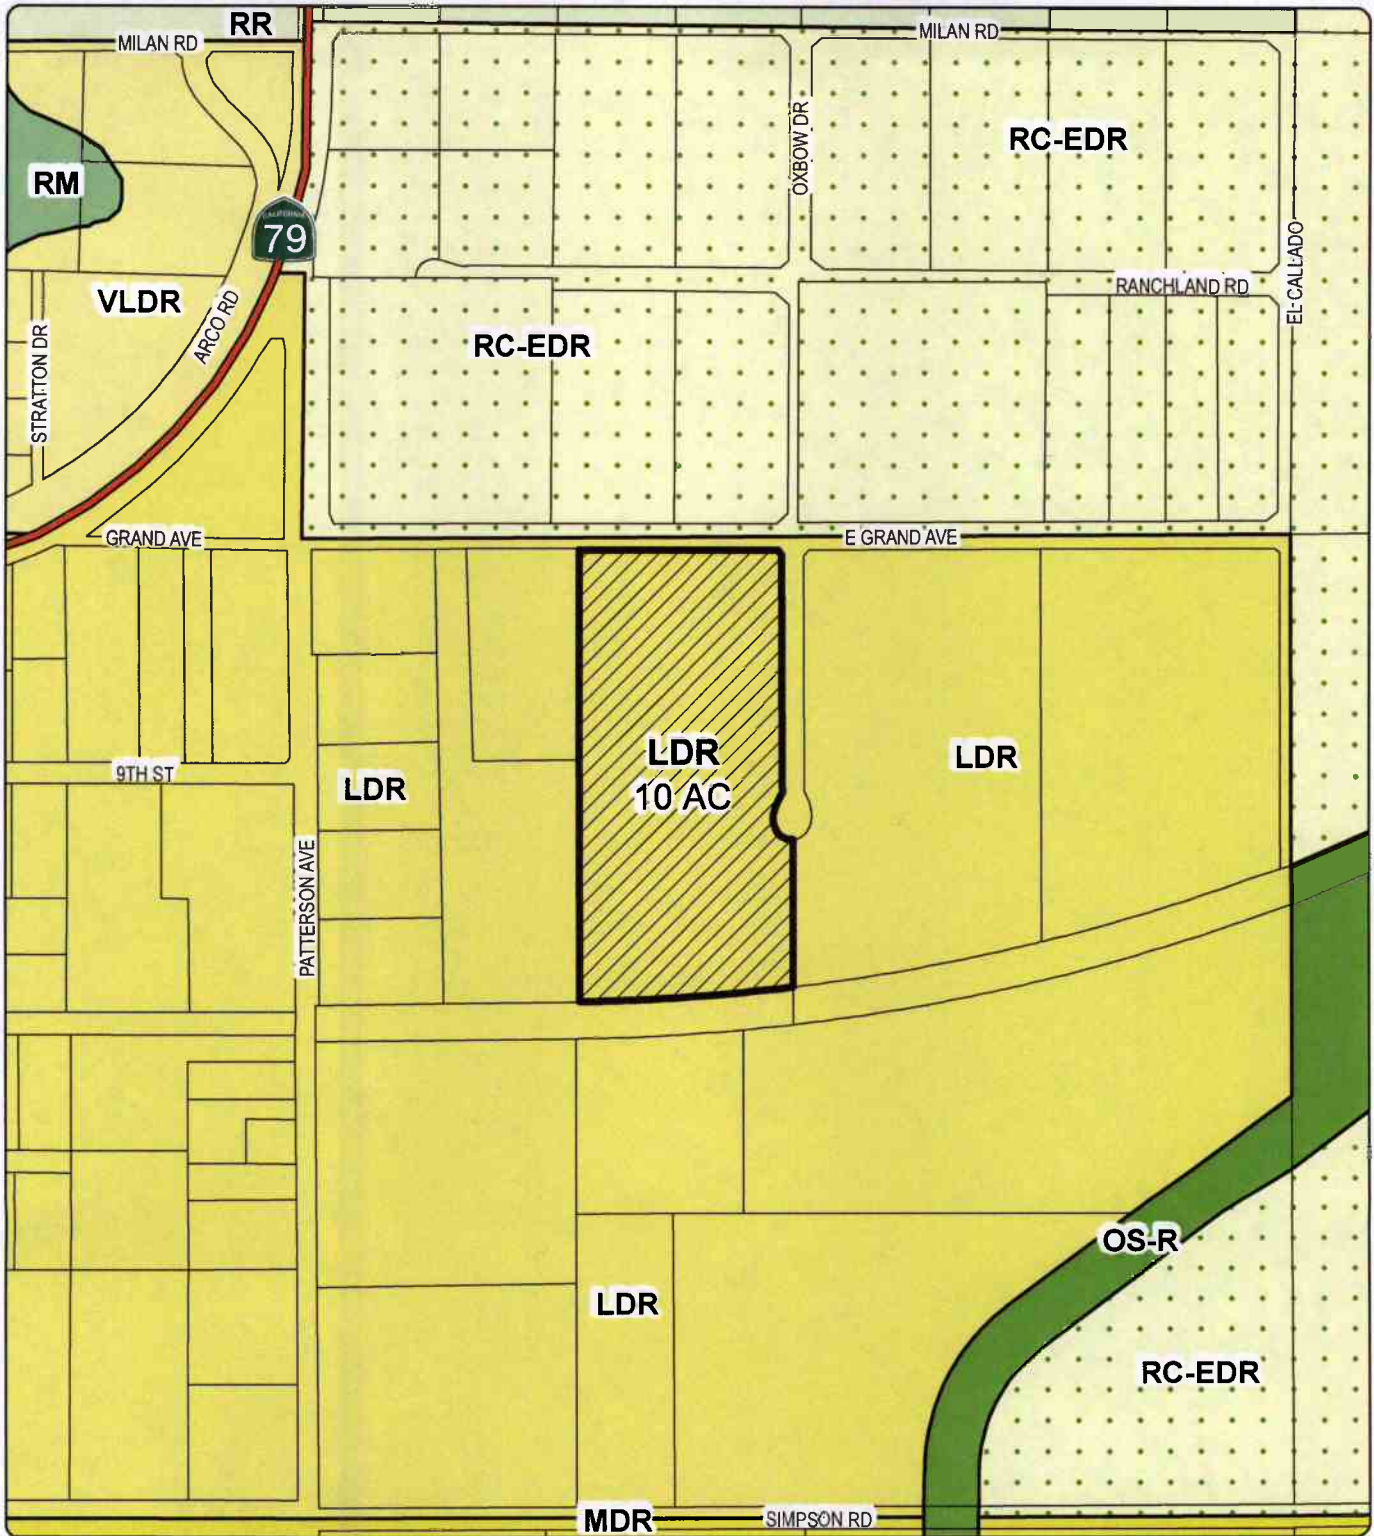 RR
MILAN RD
MILAN RD
OXBOW DR
RC-EDR
RM
CALIFORNIA
79
EL CALLADO
VLDR
ARCO RD
RANCHLAND RD
STRATTON DR
RC-EDR
GRAND AVE
E GRAND AVE
LDR
10 AC
LDR
9TH ST
LDR
PATTERSON AVE
OS-R
LDR
RC-EDR
MDR
SIMPSON RD